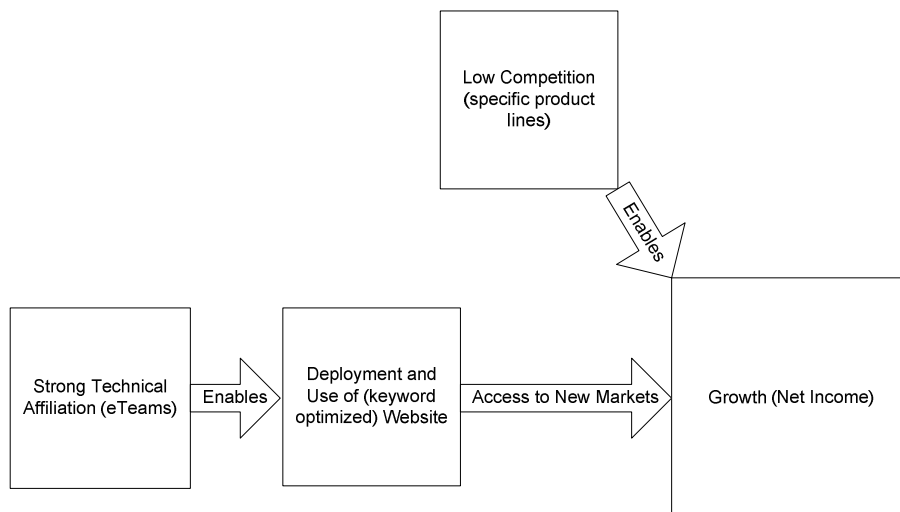 Low Competition
(specific product
lines)
Enables
Strong Technical
Affiliation (eTeams)
Enables
Deployment and
Use of (keyword
optimized) Website
Access to New Markets
Growth (Net Income)